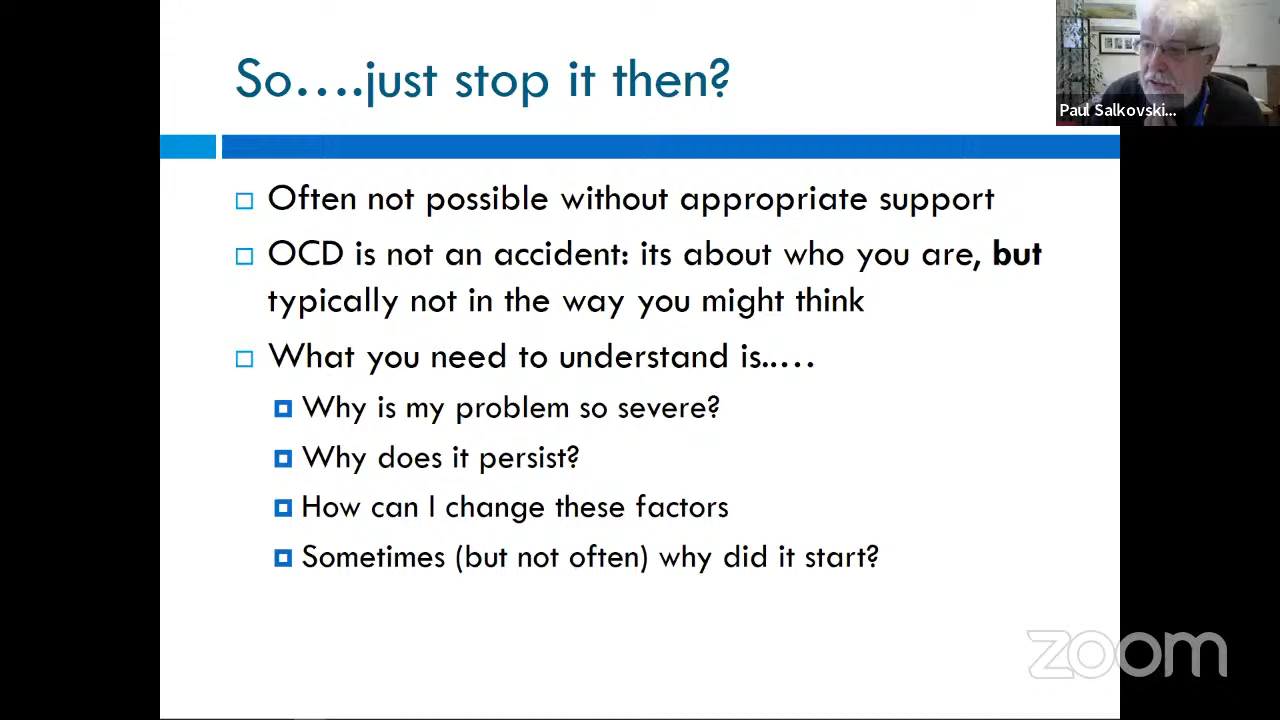 So….just stop it then?
Paul Salkovski...
Often not possible without appropriate support
OCD is not an accident: its about who you are, but
typically not in the way you might think
What you need to understand is..…
Why is my problem so severe?
Why does it persist?
How can I change these factors
Sometimes (but not often) why did it start?
zoom